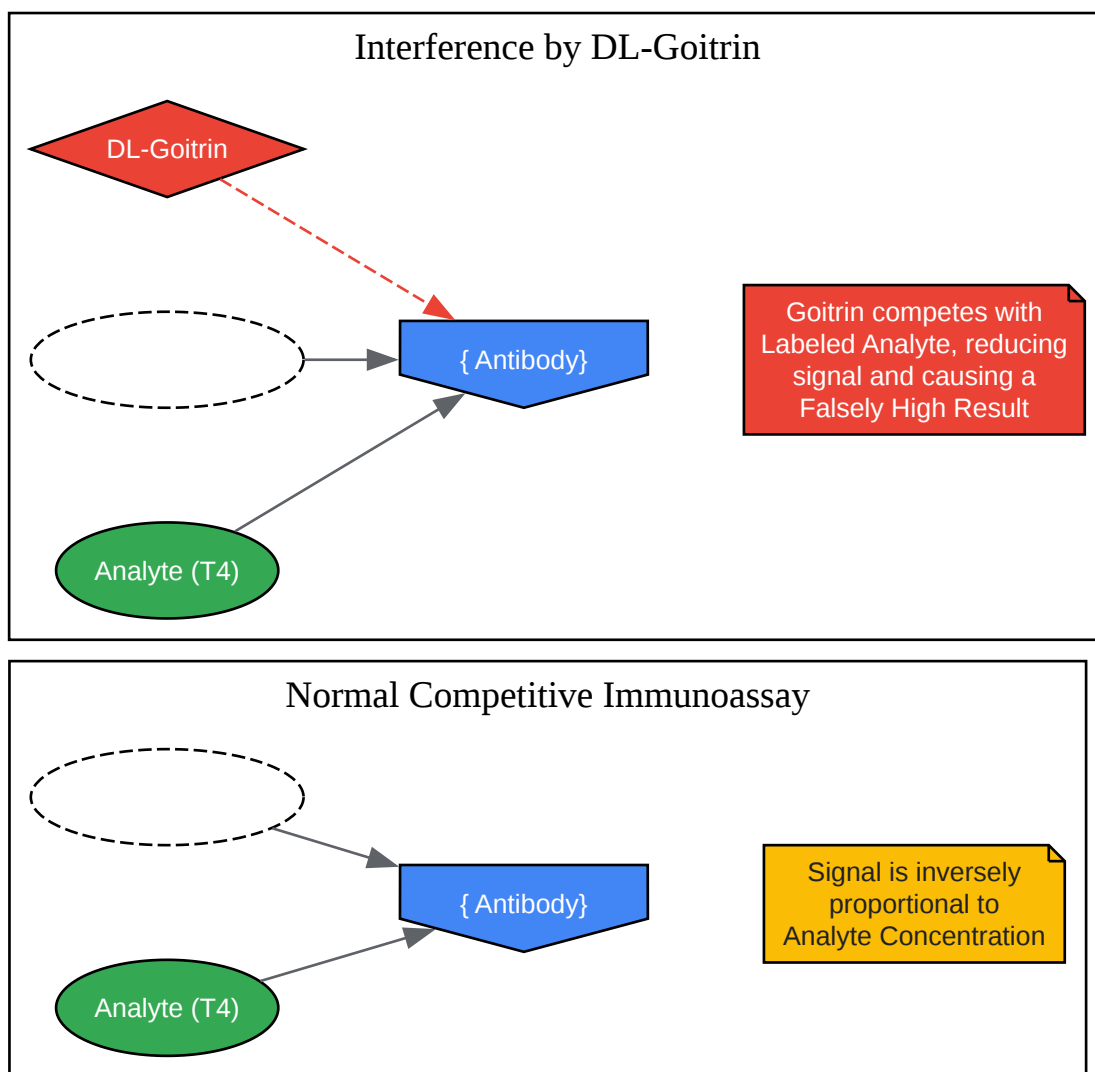 Interference by DL-Goitrin
DL-Goitrin
{ Antibody}
Goitrin competes with
Labeled Analyte, reducing
signal and causing a
Falsely High Result
Analyte (T4)
Normal Competitive Immunoassay
{ Antibody}
Signal is inversely
proportional to
Analyte Concentration
Analyte (T4)